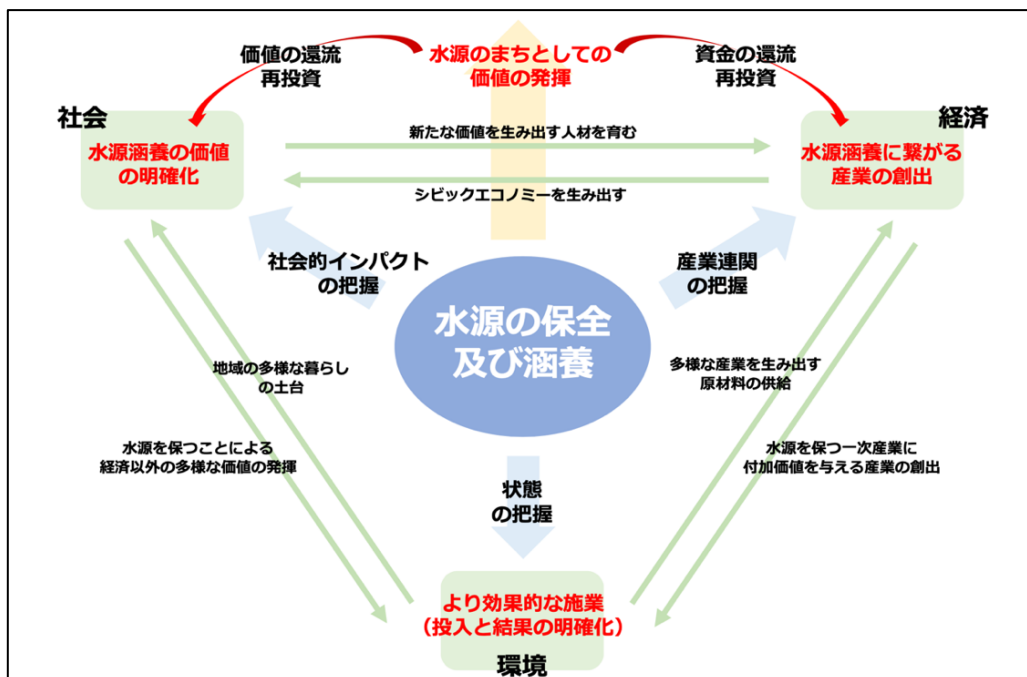 価値の還流
再投資
水源のまちとしての
価値の発揮
資金の還流
再投資
社会
経済
水源涵養の価値
の明確化
新たな価値を生み出す人材を育む
水源涵養に繋がる
産業の創出
シビックエコノミーを生み出す
社会的インパクト
の把握
産業連関
の把握
水源の保全
及び涵養
地域の多様な暮らし
の土台
多様な産業を生み出す
原材料の供給
水源を保つことによる
経済以外の多様な価値の発揮
水源を保つ一次産業に
付加価値を与える産業の創出
状態
の把握
より効果的な施業
（投入と結果の明確化）
環境